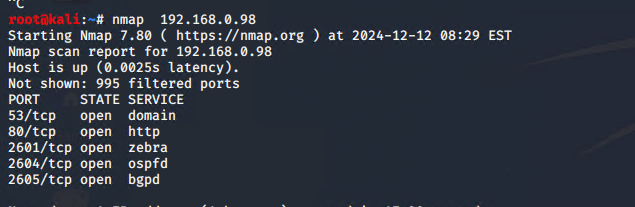 ^C
root@kali:~# nmap  192.168.0.98
Starting Nmap 7.80 ( https://nmap.org ) at 2024-12-12 08:29 EST
Nmap scan report for 192.168.0.98
Host is up (0.0025s latency).
Not shown: 995 filtered ports
PORT     STATE SERVICE
53/tcp   open  domain
80/tcp   open  http
2601/tcp open  zebra
2604/tcp open  ospfd
2605/tcp open  bgpd